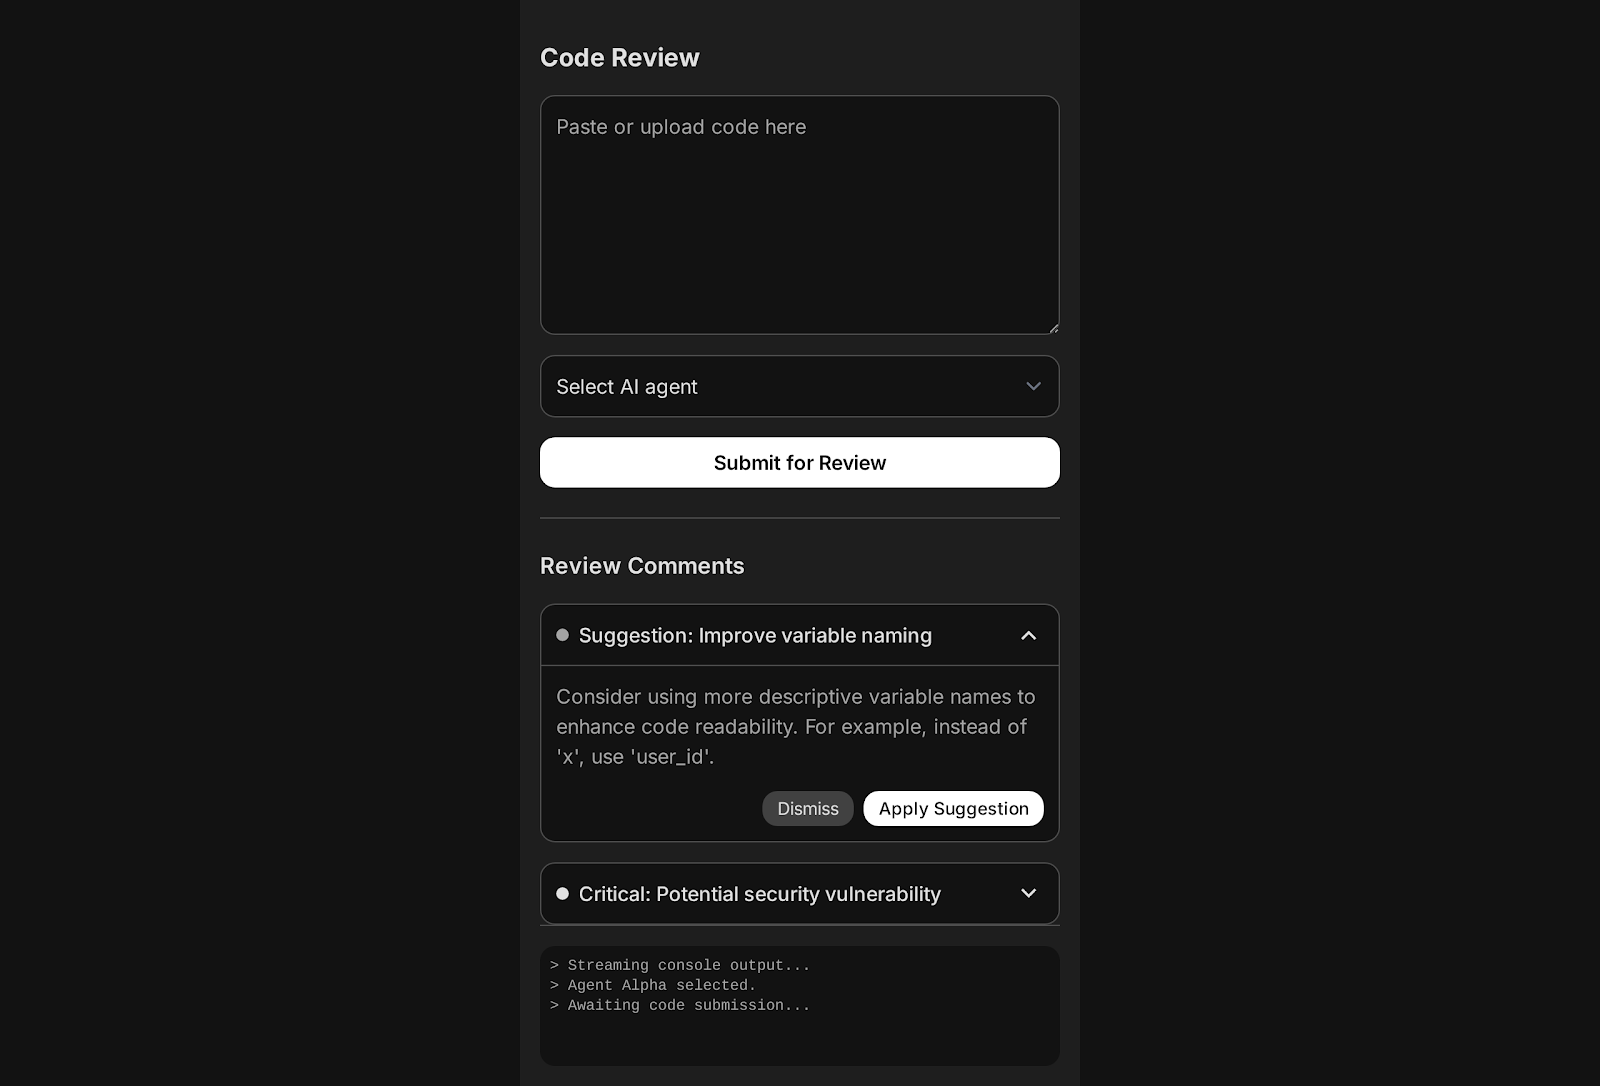 Code Review
Paste or upload code here
Select AI agent
Submit for Review
Review Comments
Suggestion: Improve variable naming
Consider using more descriptive variable names to
enhance code readability. For example, instead of
'x', use 'user_id'.
Dismiss
Apply Suggestion
Critical: Potential security vulnerability
> Streaming console output...
> Agent Alpha selected.
> Awaiting code submission...